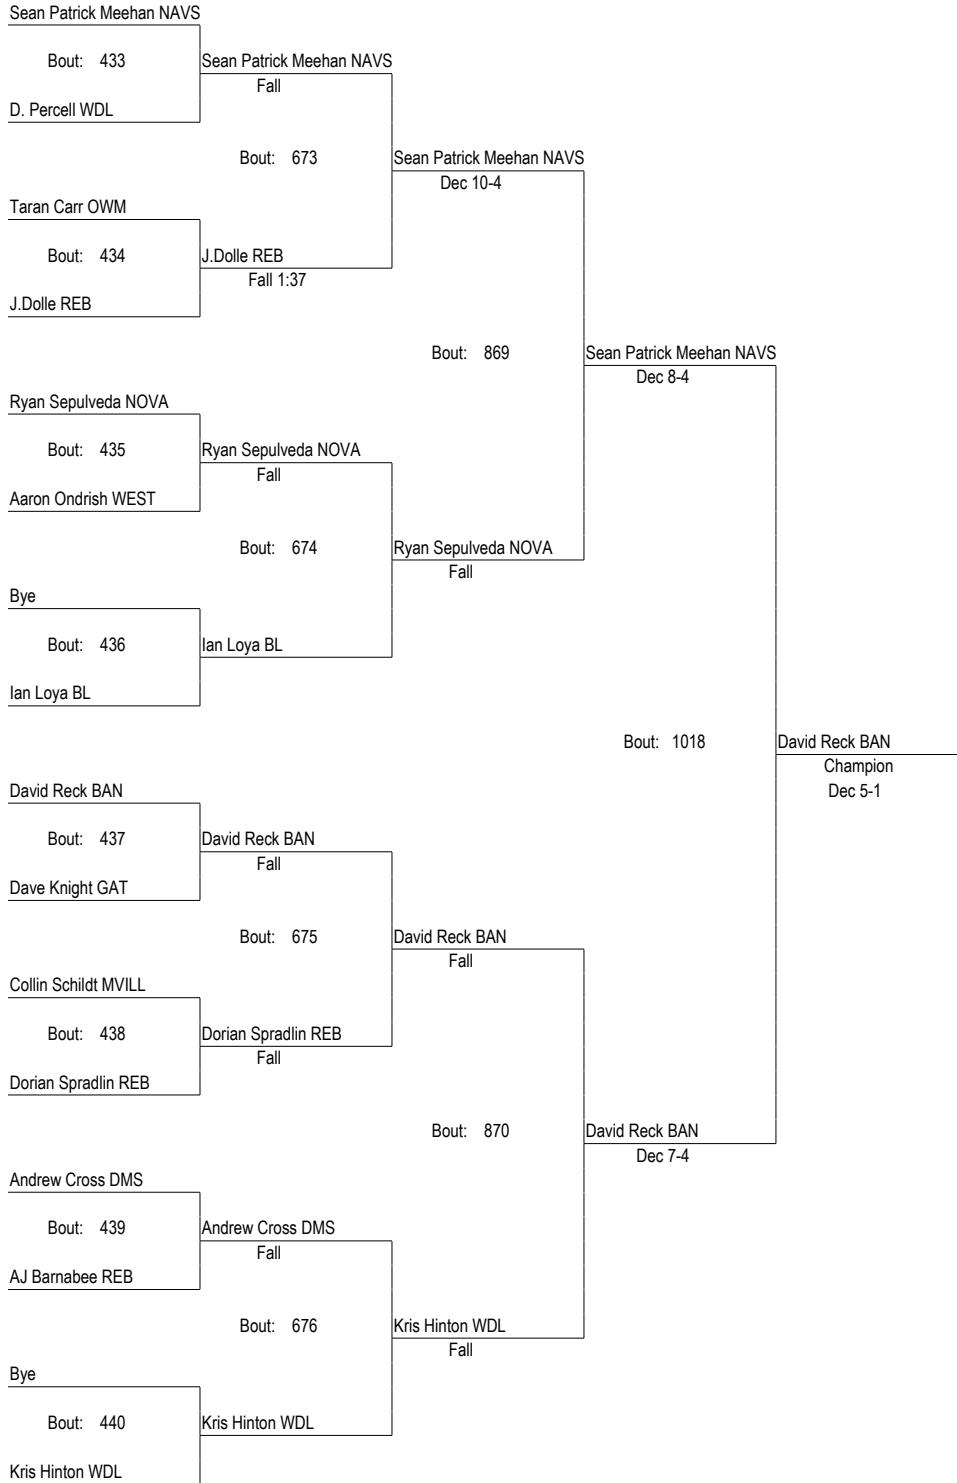 Sean Patrick Meehan NAVS
Bout: 433
Sean Patrick Meehan NAVS
Fall
D. Percell WDL
Bout: 673
Sean Patrick Meehan NAVS
Dec 10-4
Taran Carr OWM
Bout: 434
J.Dolle REB
Fall 1:37
J.Dolle REB
Bout: 869
Sean Patrick Meehan NAVS
Dec 8-4
Ryan Sepulveda NOVA
Bout: 435
Ryan Sepulveda NOVA
Fall
Aaron Ondrish WEST
Bout: 674
Ryan Sepulveda NOVA
Fall
Bye
Bout: 436
Ian Loya BL
Ian Loya BL
Bout: 1018
David Reck BAN
Champion
Dec 5-1
David Reck BAN
Bout: 437
David Reck BAN
Fall
Dave Knight GAT
Bout: 675
David Reck BAN
Fall
Collin Schildt MVILL
Bout: 438
Dorian Spradlin REB
Fall
Dorian Spradlin REB
Bout: 870
David Reck BAN
Dec 7-4
Andrew Cross DMS
Bout: 439
Andrew Cross DMS
Fall
AJ Barnabee REB
Bout: 676
Kris Hinton WDL
Fall
Bye
Bout: 440
Kris Hinton WDL
Kris Hinton WDL